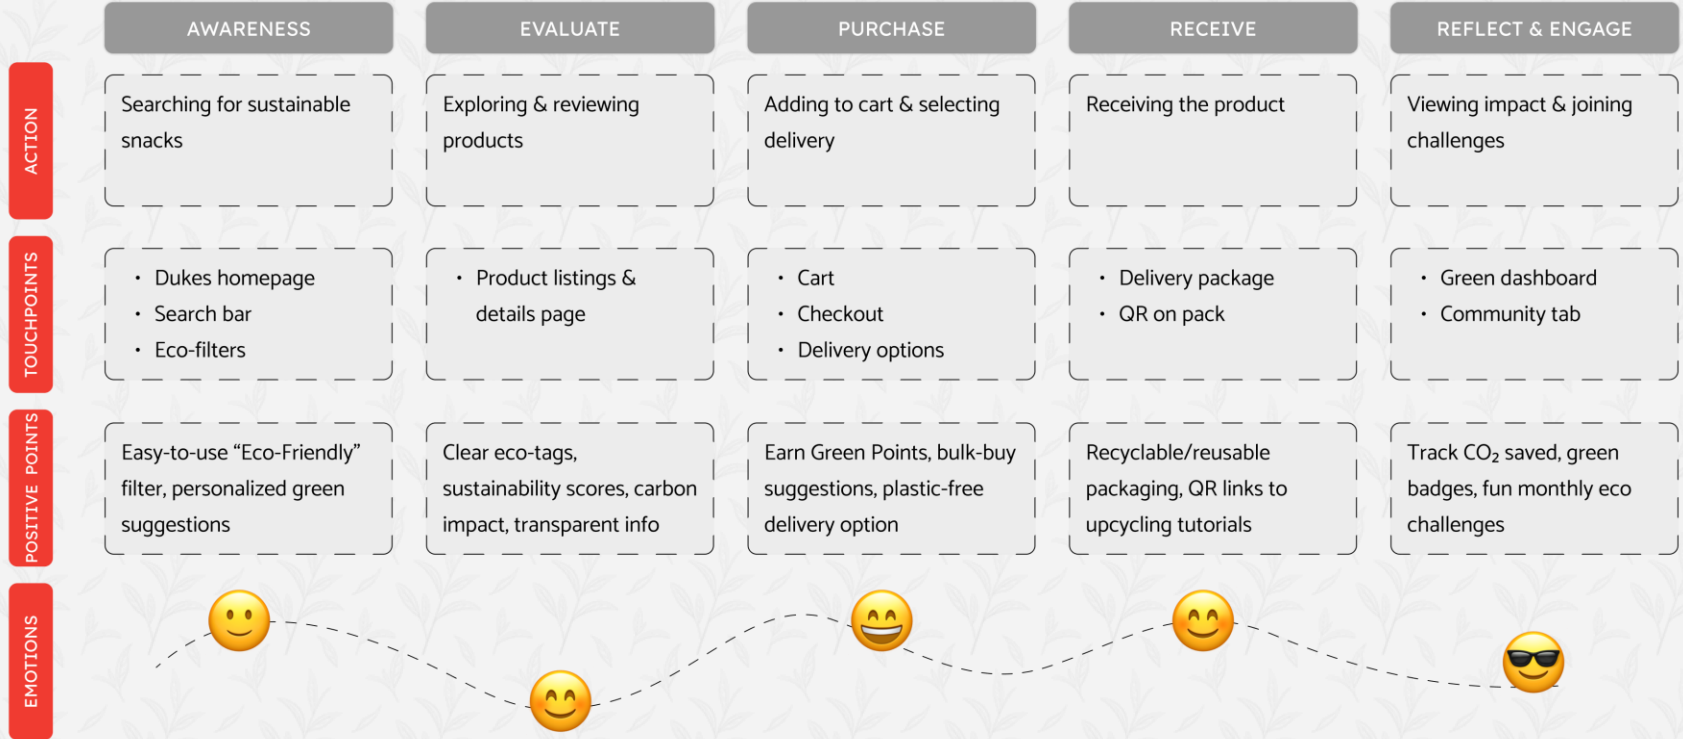 AWARENESS
EVALUATE
PURCHASE
RECEIVE
REFLECT & ENGAGE
ACTION
Searching for sustainable
snacks
Exploring & reviewing
products
Adding to cart & selecting
delivery
Receiving the product
Viewing impact & joining
challenges
TOUCHPOINTS
• Dukes homepage
• Search bar
• Eco-filters
• Product listings &
details page
• Cart
• Checkout
• Delivery options
• Delivery package
• QR on pack
• Green dashboard
• Community tab
POSITIVE POINTS
Easy-to-use “Eco-Friendly”
filter, personalized green
suggestions
Clear eco-tags,
sustainability scores, carbon
impact, transparent info
Earn Green Points, bulk-buy
suggestions, plastic-free
delivery option
Recyclable/reusable
packaging, QR links to
upcycling tutorials
Track CO₂ saved, green
badges, fun monthly eco
challenges
EMOTIONS